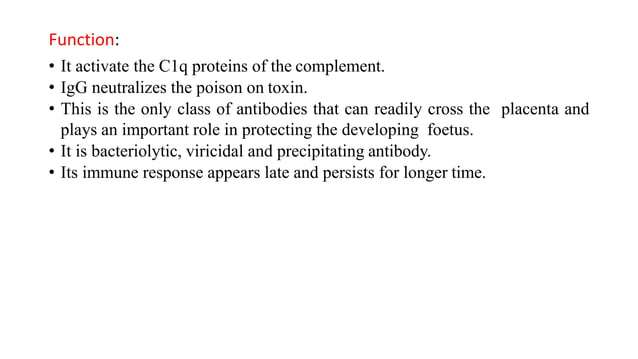 Function:
• It activate the C1q proteins of the complement.
• IgG neutralizes the poison on toxin.
• This is the only class of antibodies that can readily cross the placenta and
plays an important role in protecting the developing foetus.
• It is bacteriolytic, viricidal and precipitating antibody.
• Its immune response appears late and persists for longer time.